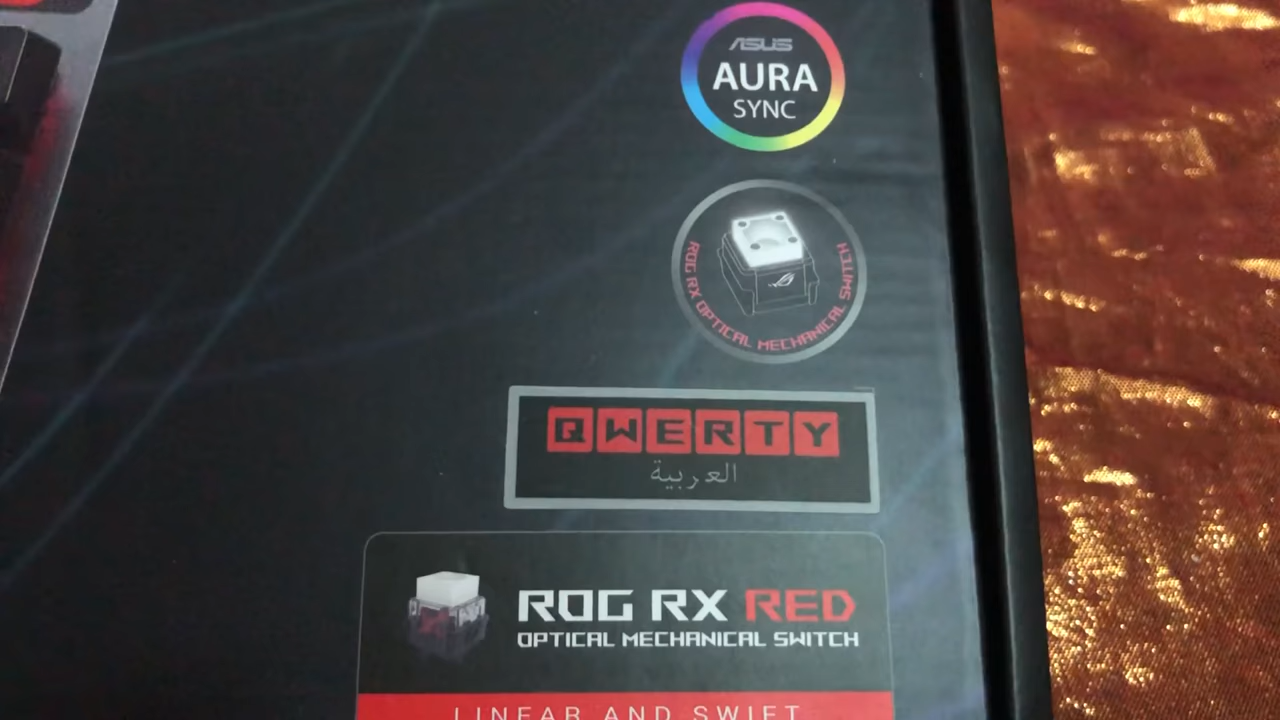 ASUS
AURA
SYNC
ROG RX OPTICAL MECHANICAL SWITCH
QWERTY
العربية
ROG RX RED
OPTICAL MECHANICAL SWITCH
LINEAR AND SWIFT